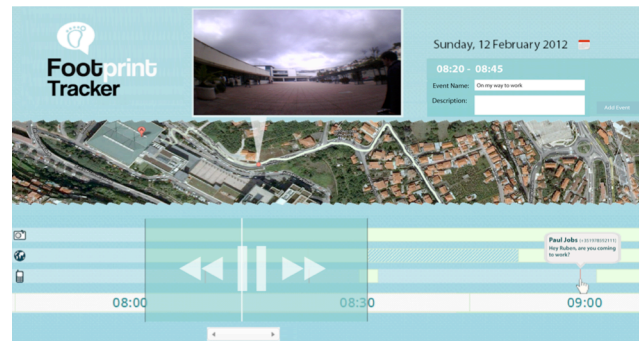 Footprint
Tracker
Sunday, 12 February 2012
08:20 - 08:45
Event Name:
On my way to work
Description:
Add Event
Paul Jobs
Hey Ruben, are you coming
to work?
08:00
08:30
09:00